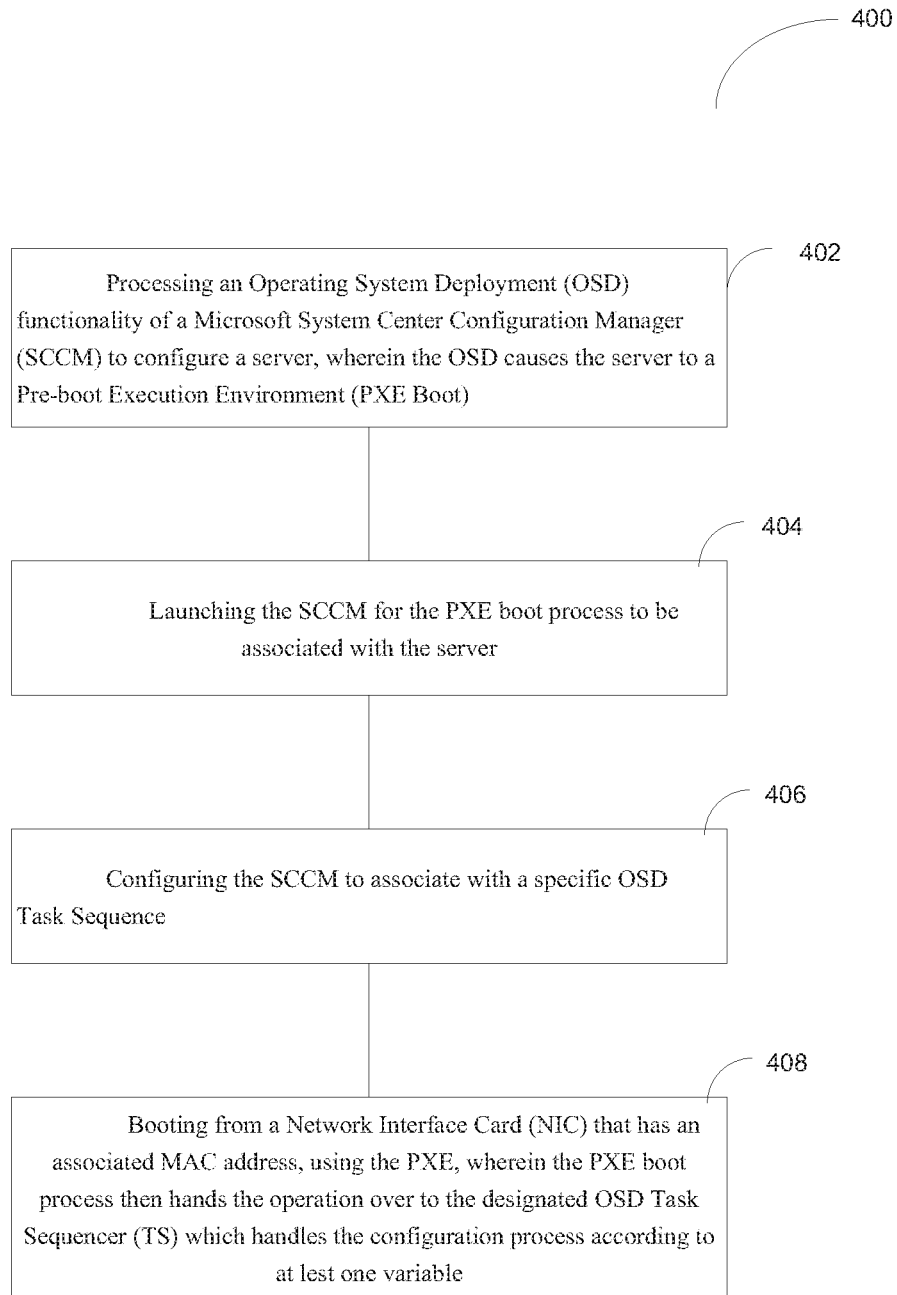 400
402
Processing an Operating System Deployment (OSD)
functionality of a Microsoft System Center Configuration Manager
(SCCM) to configure a server, wherein the OSD causes the server to a
Pre-boot Execution Environment (PXE Boot)
404
Launching the SCCM for the PXE boot process to be
associated with the server
406
Configuring the SCCM to associate with a specific OSD
Task Sequence
408
Booting from a Network Interface Card (NIC) that has an
associated MAC address, using the PXE, wherein the PXE boot
process then hands the operation over to the designated OSD Task
Sequencer (TS) which handles the configuration process according to
at lest one variable